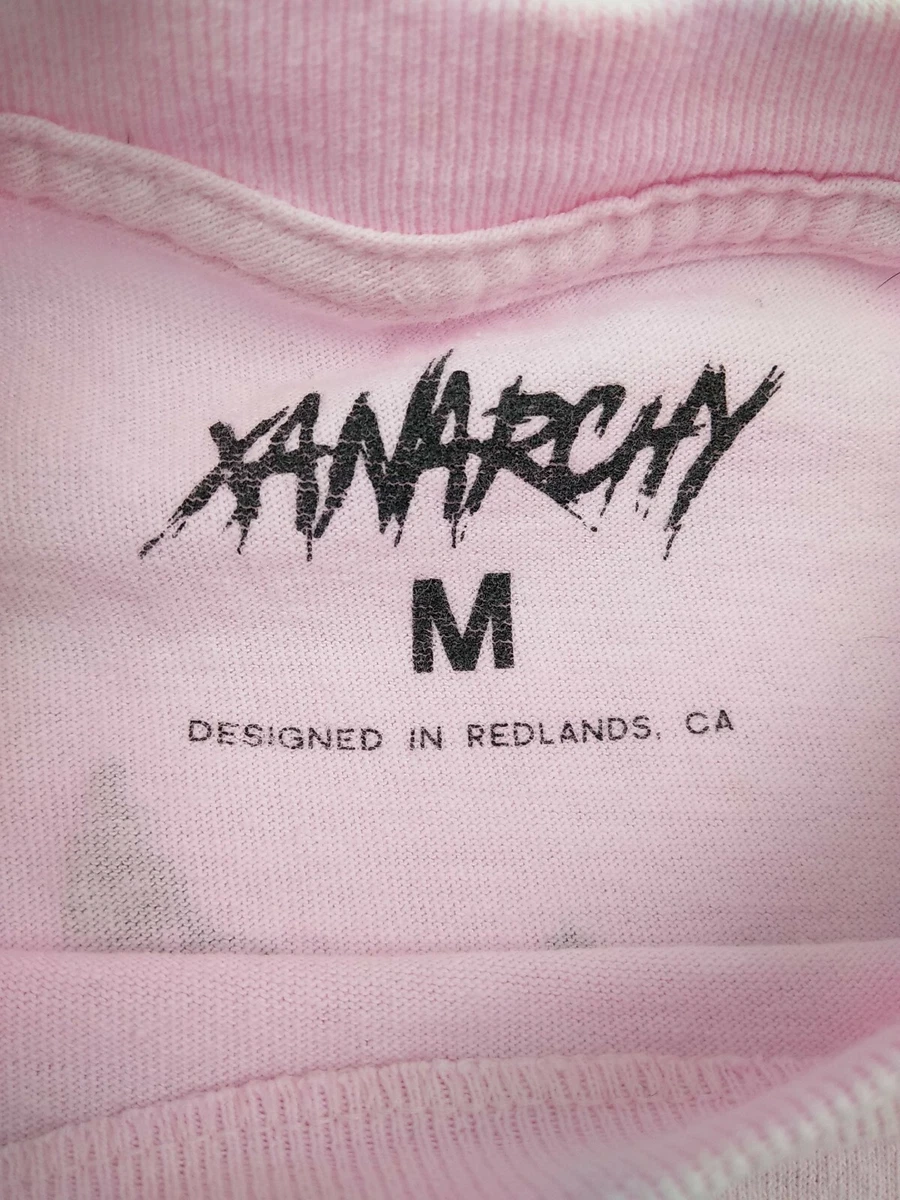 XANARCHY
M
DESIGNED IN REDLANDS, CA